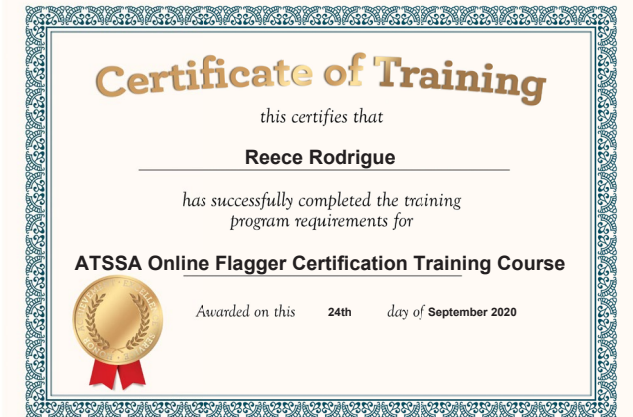 Certificate of Training
this certifies that
Reece Rodrigue
has successfully completed the training
program requirements for
ATSSA Online Flagger Certification Training Course
Awarded on this 24th day of September 2020